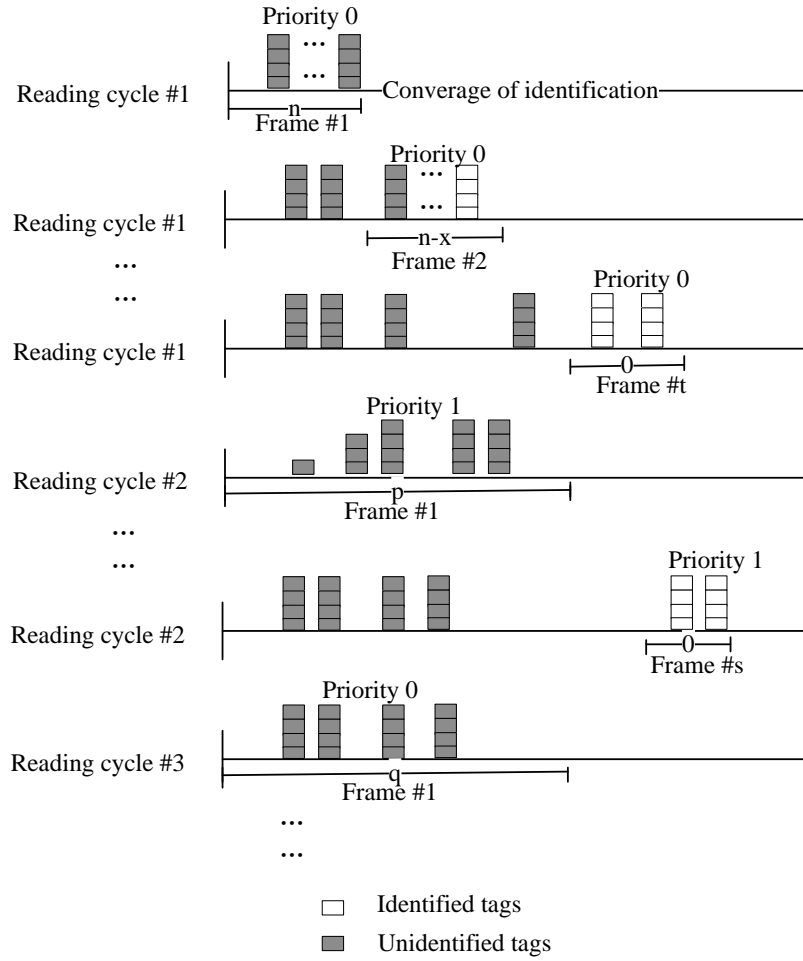 Priority 0
... ...
Reading cycle #1
Converage of identification
n
Frame #1
Priority 0
... ...
Reading cycle #1
n-x
Frame #2
...
...
Priority 0
Reading cycle #1
0
Frame #t
Priority 1
Reading cycle #2
p
Frame #1
...
...
Priority 1
Reading cycle #2
0
Frame #s
Priority 0
Reading cycle #3
q
Frame #1
...
...
Identified tags
Unidentified tags